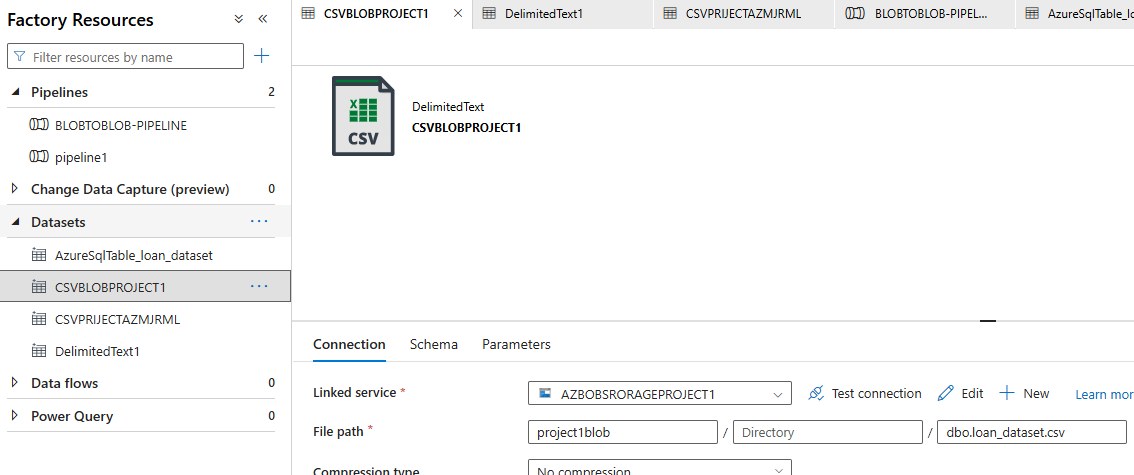 Factory Resources
Filter resources by name
Pipelines 2
BLOBTOBLOB-PIPELINE
pipeline1
Change Data Capture (preview) 0
Datasets
AzureSqlTable_loan_dataset
CSVBLOBPROJECT1
CSVPRIJECTAZMJRML
DelimitedText1
Data flows 0
Power Query 0
CSVBLOBPROJECT1 DelimitedText1 CSVPRIJECTAZMJRML BLOBTOBLOB-PIPEL... AzureSqlTable_lo
X CSV
DelimitedText
CSVBLOBPROJECT1
Connection Schema Parameters
Linked service * AZBOBSRORAGEPROJECT1 Test connection Edit New Learn mor
File path * project1blob / Directory / dbo.loan_dataset.csv
Compression type No compression